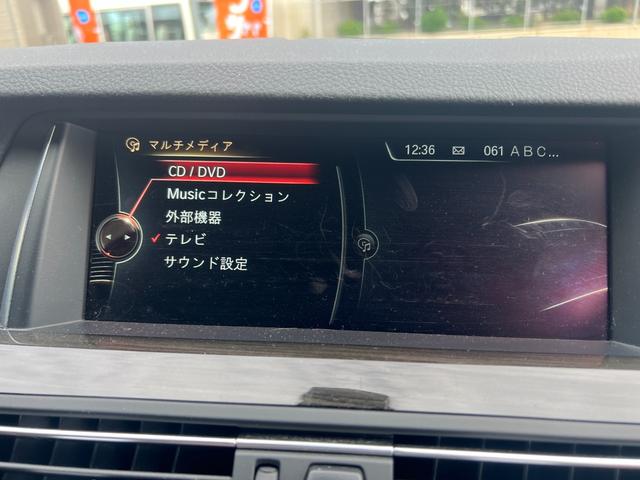 マルチメディア
12:36 061 ABC...
CD / DVD
Musicコレクション
外部機器
テレビ
サウンド設定